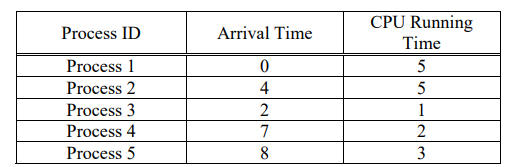 Process ID Arrival Time CPU Running Time
Process 1 0 5
Process 2 4 5
Process 3 2 1
Process 4 7 2
Process 5 8 3